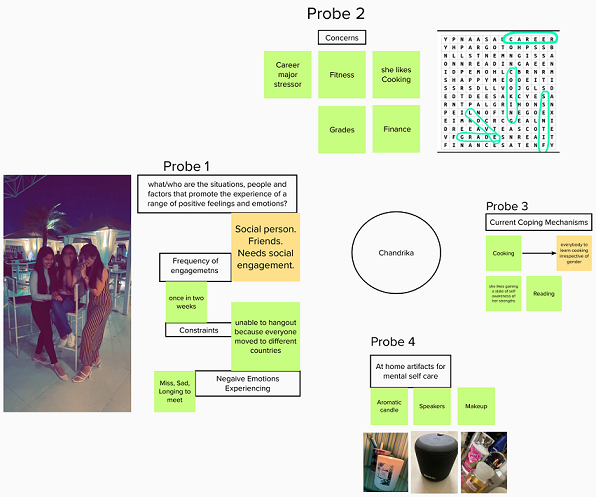 Probe 2
Concerns
Career
major
stressor
Fitness
she likes
Cooking
Grades
Finance
CAREER
GRADES
FINANCE
Probe 1
what/who are the situations, people and
factors that promote the experience of a
range of positive feelings and emotions?
Social person.
Friends.
Needs social
engagement.
Frequency of
engagemetns
once in two
weeks
Constraints
unable to hangout
because everyone
moved to different
countries
Miss, Sad,
Longing to
meet
Negaive Emotions
Experiencing
Chandrika
Probe 3
Current Coping Mechanisms
Cooking
everybody to
learn cooking
irrespective of
gender
she likes gaining
a state of self
awareness of
her strengths.
Reading
Probe 4
At home artifacts for
mental self care
Aromatic
candle
Speakers
Makeup